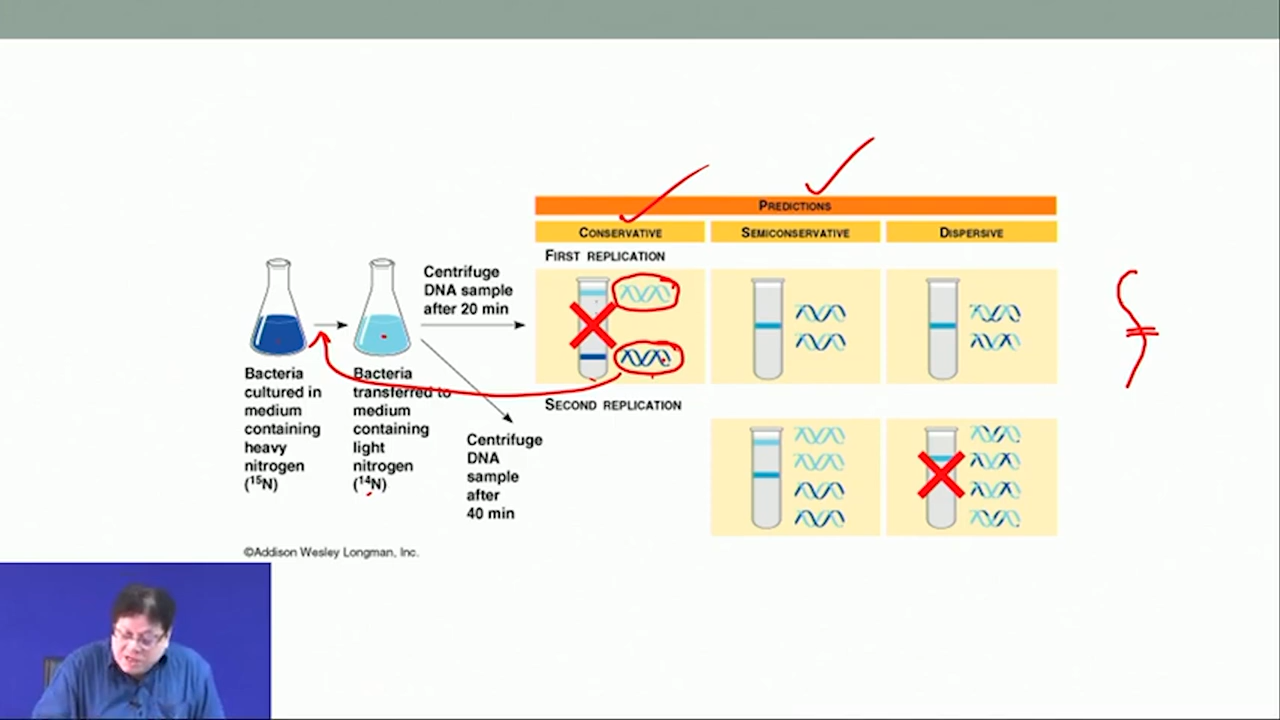 PREDICTIONS
CONSERVATIVE
SEMICONSERVATIVE
DISPERSIVE
FIRST REPLICATION
Centrifuge
DNA sample
after 20 min
Bacteria
cultured in
medium
containing
heavy
nitrogen
(¹⁵N)
Bacteria
transferred to
medium
containing
light
nitrogen
(¹⁴N)
SECOND REPLICATION
Centrifuge
DNA
sample
after
40 min
©Addison Wesley Longman, Inc.